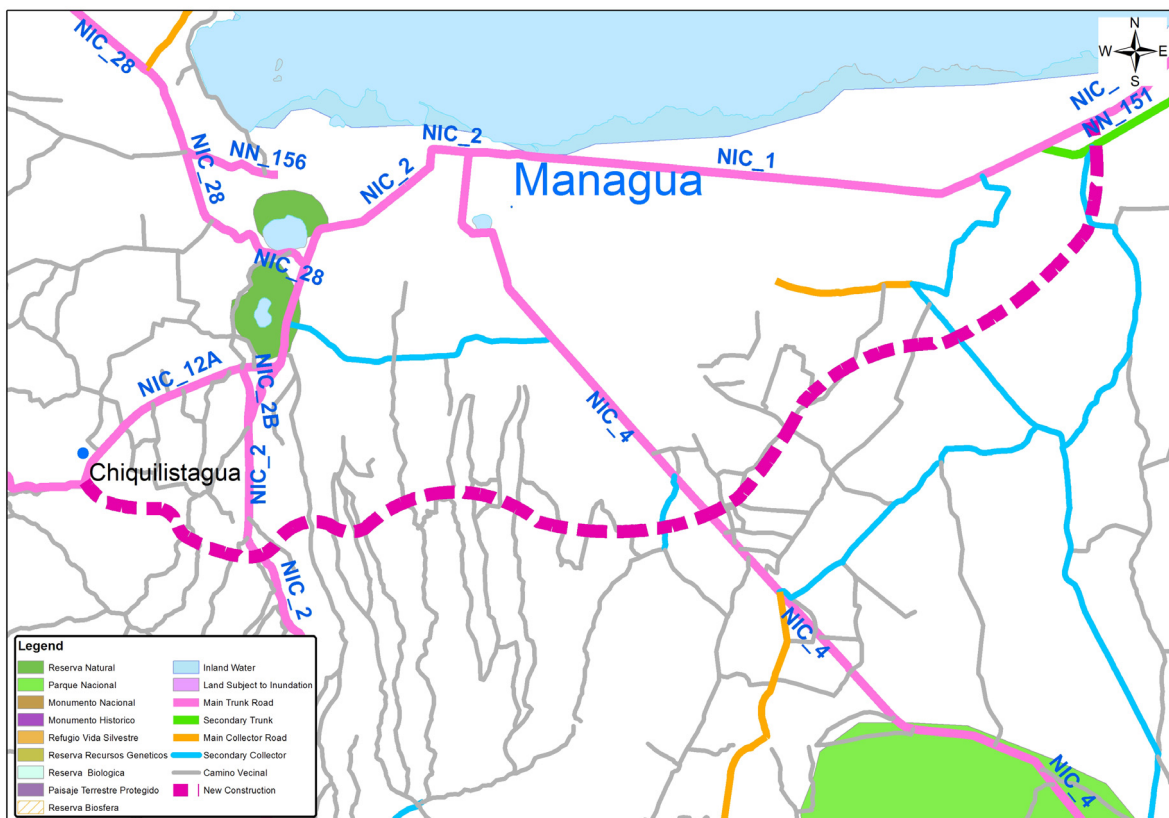 N
W E
S
NIC_28
NIC_
NN_151
NIC_2
NIC_1
NN_156
NIC_28
NIC_2
Managua
NIC_28
NIC_12A
NIC_2B
NIC_4
Chiquilistagua
NIC_2
NIC_2
NIC_4
NIC_4
Legend
Reserva Natural
Parque Nacional
Monumento Nacional
Monumento Historico
Refugio Vida Silvestre
Reserva Recursos Geneticos
Reserva Biologica
Paisaje Terrestre Protegido
Reserva Biosfera
Inland Water
Land Subject to Inundation
Main Trunk Road
Secondary Trunk
Main Collector Road
Secondary Collector
Camino Vecinal
New Construction